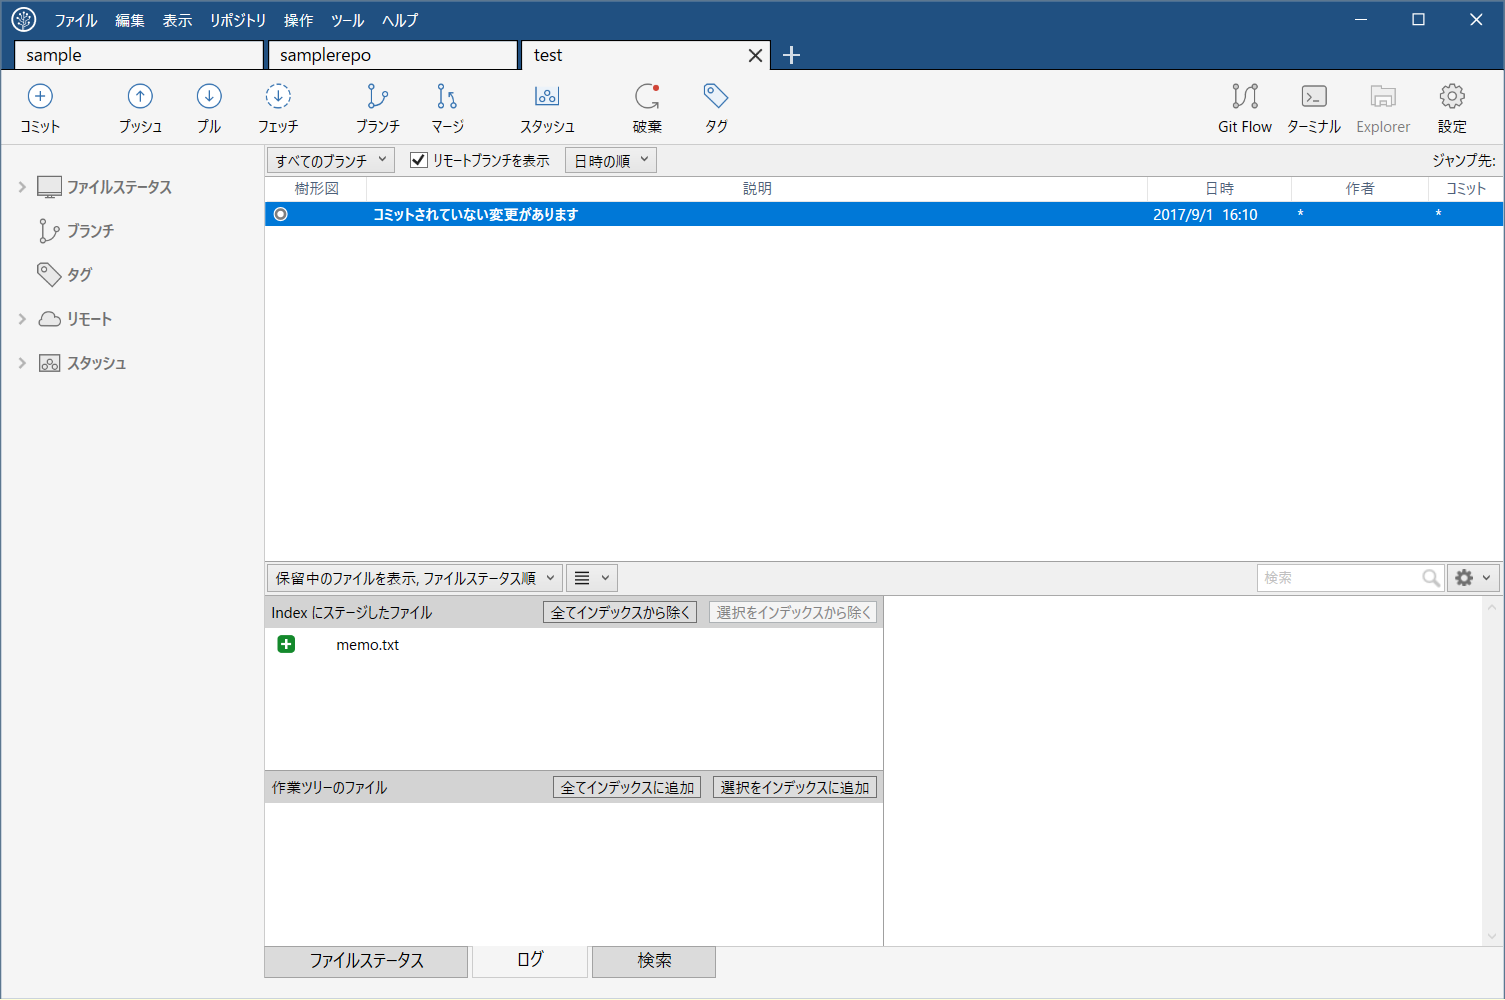 ファイル 編集 表示 リポジトリ 操作 ツール ヘルプ
sample samplerepo test
コミット プッシュ プル フェッチ ブランチ マージ スタッシュ 破棄 タグ Git Flow ターミナル Explorer 設定
ファイルステータス
ブランチ
タグ
リモート
スタッシュ
すべてのブランチ リモートブランチを表示 日時の順 ジャンプ先:
樹形図 説明 日時 作者 コミット
コミットされていない変更があります 2017/9/1 16:10 * *
保留中のファイルを表示, ファイルステータス順 検索
Index にステージしたファイル 全てインデックスから除く 選択をインデックスから除く
memo.txt
作業ツリーのファイル 全てインデックスに追加 選択をインデックスに追加
ファイルステータス ログ 検索